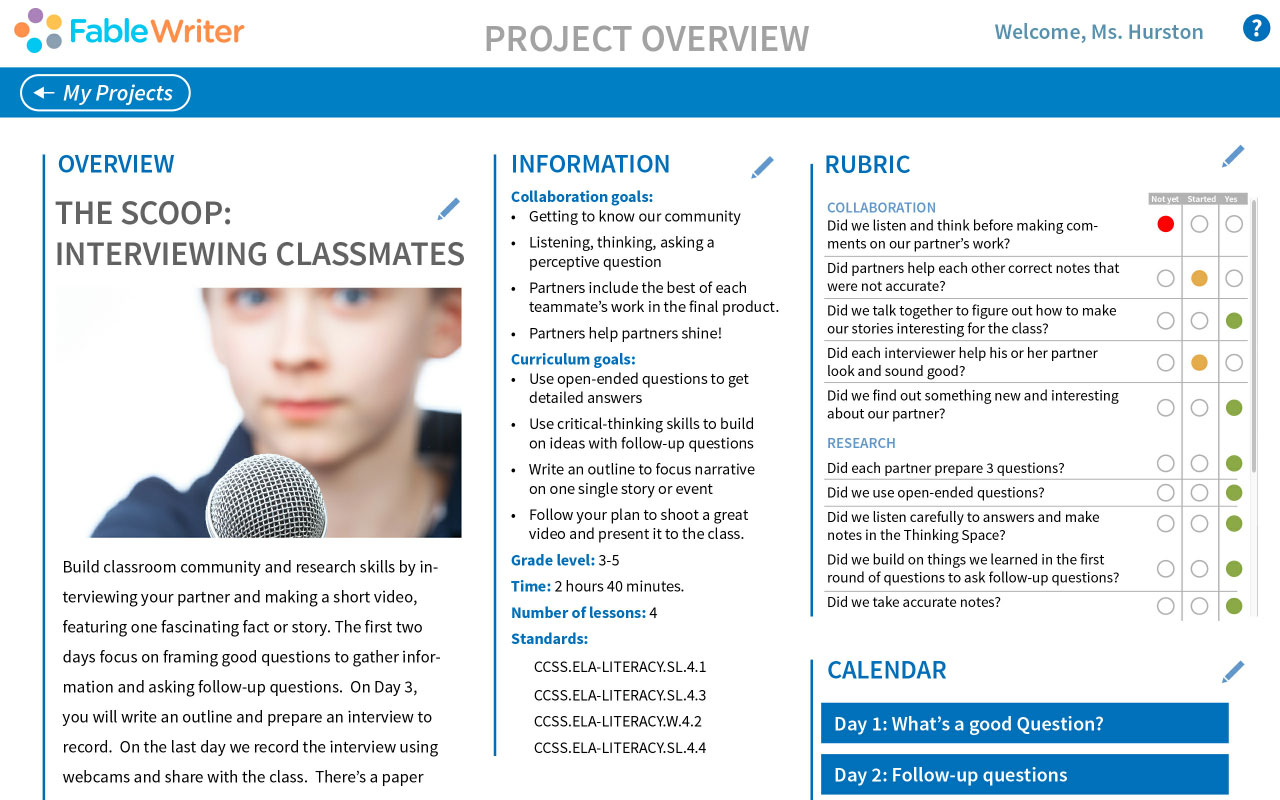 FableWriter
PROJECT OVERVIEW
Welcome, Ms. Hurston
?
My Projects
OVERVIEW
THE SCOOP:
INTERVIEWING CLASSMATES
Build classroom community and research skills by in-
terviewing your partner and making a short video,
featuring one fascinating fact or story. The first two
days focus on framing good questions to gather infor-
mation and asking follow-up questions.  On Day 3,
you will write an outline and prepare an interview to
record.  On the last day we record the interview using
webcams and share with the class.  There's a paper
INFORMATION
Collaboration goals:
• Getting to know our community
• Listening, thinking, asking a
perceptive question
• Partners include the best of each
teammate's work in the final product.
• Partners help partners shine!
Curriculum goals:
• Use open-ended questions to get
detailed answers
• Use critical-thinking skills to build
on ideas with follow-up questions
• Write an outline to focus narrative
on one single story or event
• Follow your plan to shoot a great
video and present it to the class.
Grade level: 3-5
Time: 2 hours 40 minutes.
Number of lessons: 4
Standards:
CCSS.ELA-LITERACY.SL.4.1
CCSS.ELA-LITERACY.SL.4.3
CCSS.ELA-LITERACY.W.4.2
CCSS.ELA-LITERACY.SL.4.4
RUBRIC
Not yet Started Yes
COLLABORATION
Did we listen and think before making com-
ments on our partner's work?
Did partners help each other correct notes that
were not accurate?
Did we talk together to figure out how to make
our stories interesting for the class?
Did each interviewer help his or her partner
look and sound good?
Did we find out something new and interesting
about our partner?
RESEARCH
Did each partner prepare 3 questions?
Did we use open-ended questions?
Did we listen carefully to answers and make
notes in the Thinking Space?
Did we build on things we learned in the first
round of questions to ask follow-up questions?
Did we take accurate notes?
CALENDAR
Day 1: What's a good Question?
Day 2: Follow-up questions